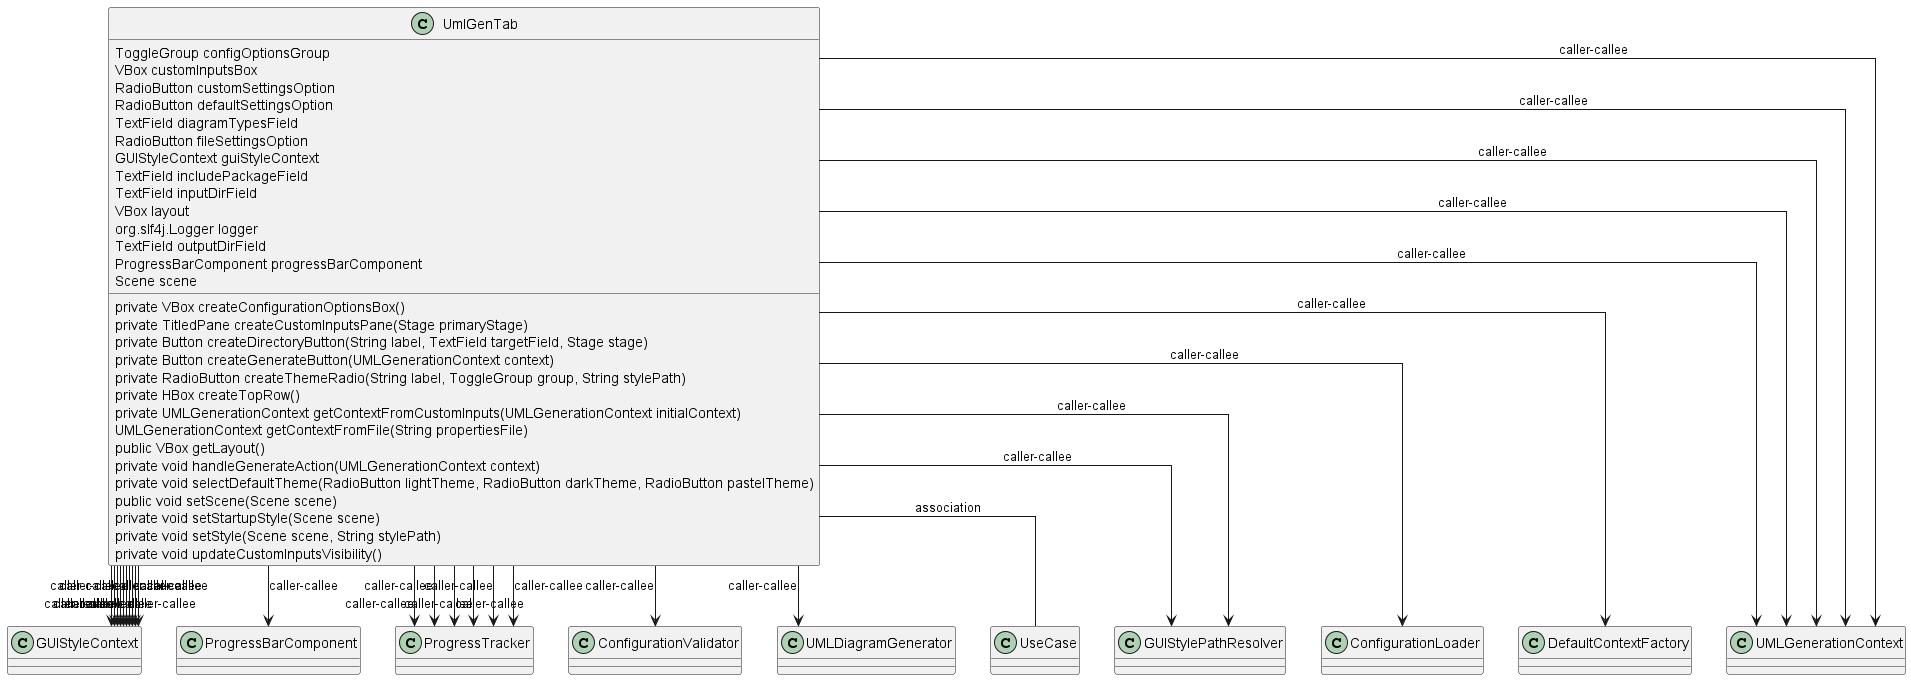 C UmlGenTab
ToggleGroup configOptionsGroup
VBox customInputsBox
RadioButton customSettingsOption
RadioButton defaultSettingsOption
TextField diagramTypesField
RadioButton fileSettingsOption
GUIStyleContext guiStyleContext
TextField includePackageField
TextField inputDirField
VBox layout
org.slf4j.Logger logger
TextField outputDirField
ProgressBarComponent progressBarComponent
Scene scene
private VBox createConfigurationOptionsBox()
private TitledPane createCustomInputsPane(Stage primaryStage)
private Button createDirectoryButton(String label, TextField targetField, Stage stage)
private Button createGenerateButton(UMLGenerationContext context)
private RadioButton createThemeRadio(String label, ToggleGroup group, String stylePath)
private HBox createTopRow()
private UMLGenerationContext getContextFromCustomInputs(UMLGenerationContext initialContext)
UMLGenerationContext getContextFromFile(String propertiesFile)
public VBox getLayout()
private void handleGenerateAction(UMLGenerationContext context)
private void selectDefaultTheme(RadioButton lightTheme, RadioButton darkTheme, RadioButton pastelTheme)
public void setScene(Scene scene)
private void setStartupStyle(Scene scene)
private void setStyle(Scene scene, String stylePath)
private void updateCustomInputsVisibility()
caller-callee
caller-callee
caller-callee
caller-callee
caller-callee
caller-callee
caller-callee
caller-callee
caller-callee
association
caller-callee
caller-callee
caller-callee
caller-callee
caller-callee
caller-callee
C GUIStyleContext
C ProgressBarComponent
C ProgressTracker
C ConfigurationValidator
C UMLDiagramGenerator
C UseCase
C GUIStylePathResolver
C ConfigurationLoader
C DefaultContextFactory
C UMLGenerationContext